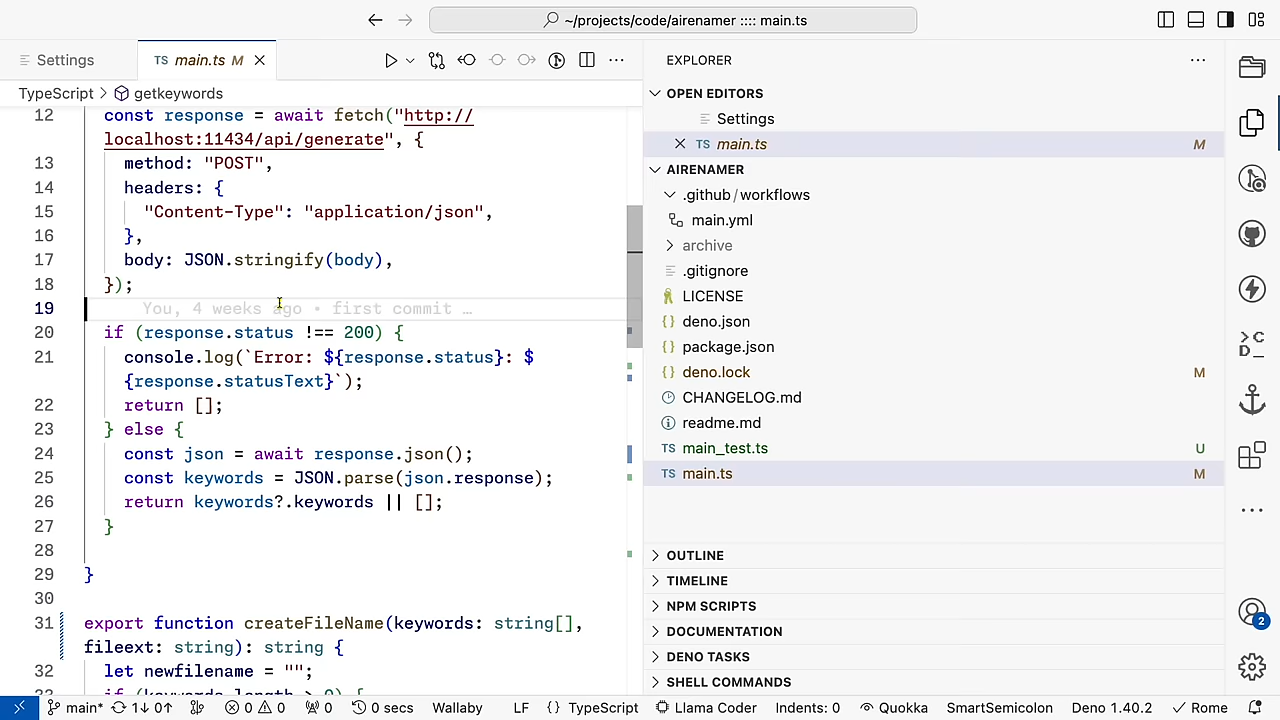 ~/projects/code/airenamer :::: main.ts
Settings
TS main.ts M
TypeScript > getkeywords
12 const response = await fetch("http://
localhost:11434/api/generate", {
13 method: "POST",
14 headers: {
15 "Content-Type": "application/json",
16 },
17 body: JSON.stringify(body),
18 });
19 You, 4 weeks ago • first commit …
20 if (response.status !== 200) {
21 console.log(`Error: ${response.status}: $
{response.statusText}`);
22 return [];
23 } else {
24 const json = await response.json();
25 const keywords = JSON.parse(json.response);
26 return keywords?.keywords || [];
27 }
28
29 }
30
31 export function createFileName(keywords: string[],
fileext: string): string {
32 let newfilename = "";
33 if (keywords.length > 0) {
EXPLORER
OPEN EDITORS
Settings
TS main.ts M
AIRENAMER
.github/workflows
main.yml
archive
.gitignore
LICENSE
deno.json
package.json
deno.lock M
CHANGELOG.md
readme.md
TS main_test.ts U
TS main.ts M
OUTLINE
TIMELINE
NPM SCRIPTS
DOCUMENTATION
DENO TASKS
SHELL COMMANDS
C
D_
2
main* 1↓ 0↑ 0 0 0 0 secs Wallaby LF {} TypeScript Llama Coder Indents: 0 Quokka SmartSemicolon Deno 1.40.2 Rome